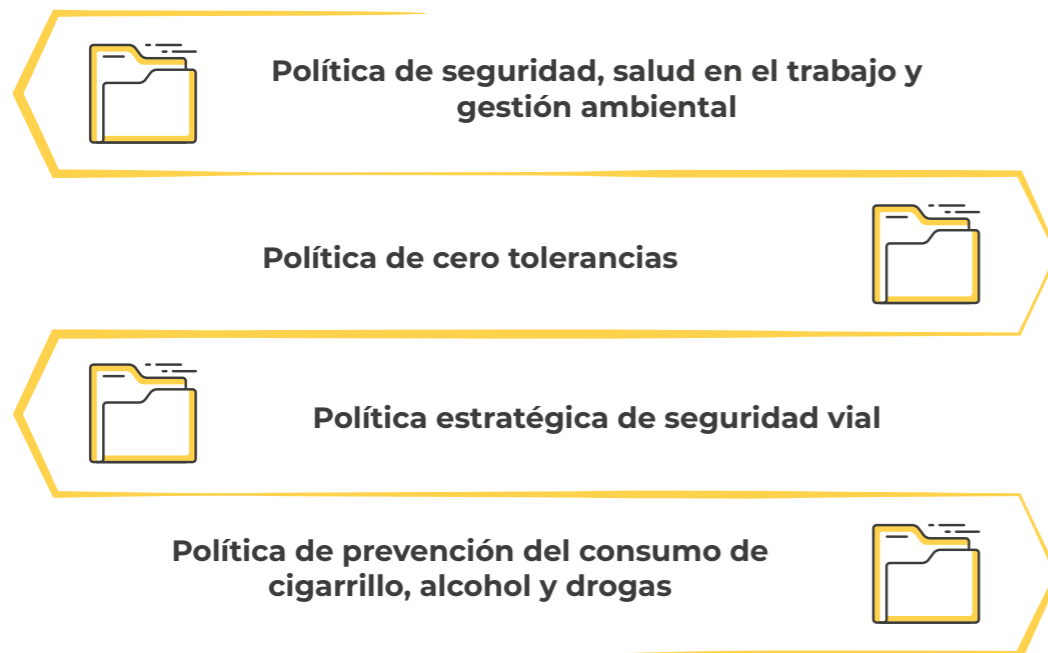 Política de seguridad, salud en el trabajo y
gestión ambiental
Política de cero tolerancias
Política estratégica de seguridad vial
Política de prevención del consumo de
cigarrillo, alcohol y drogas